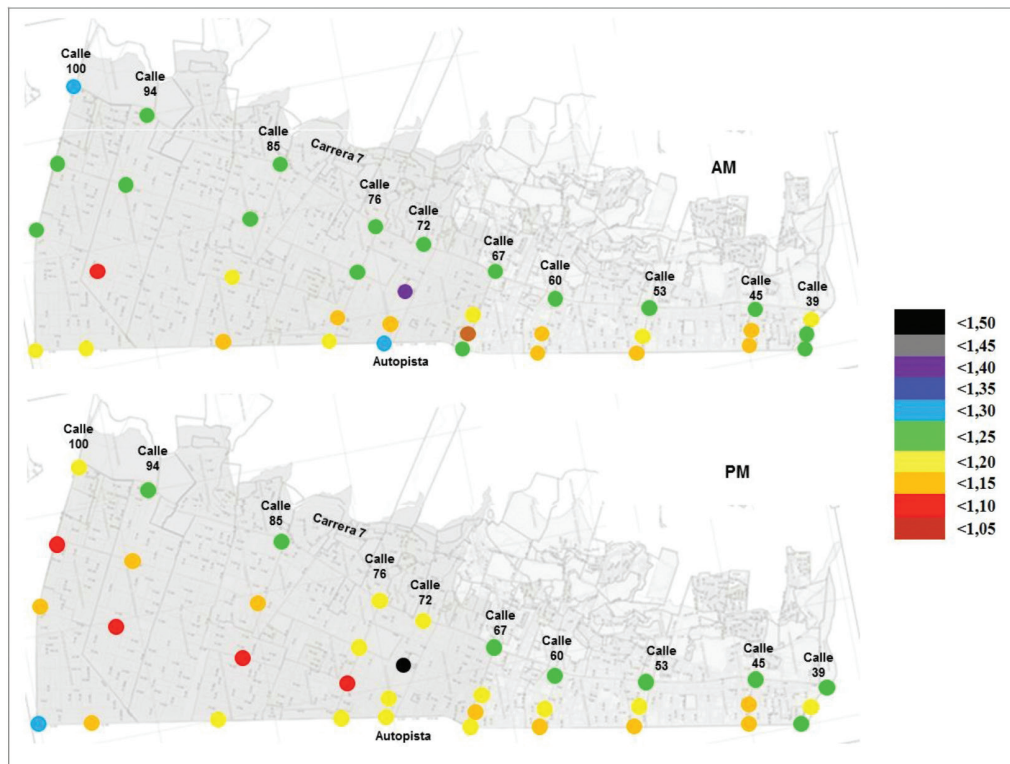 Calle
100
Calle
94
Calle
85
Carrera 7
Calle
76
Calle
72
Calle
67
Calle
60
Calle
53
Calle
45
Calle
39
AM
Autopista
<1,50
<1,45
<1,40
<1,35
<1,30
<1,25
<1,20
<1,15
<1,10
<1,05
Calle
100
Calle
94
Calle
85
Carrera 7
Calle
76
Calle
72
Calle
67
Calle
60
Calle
53
Calle
45
Calle
39
PM
Autopista